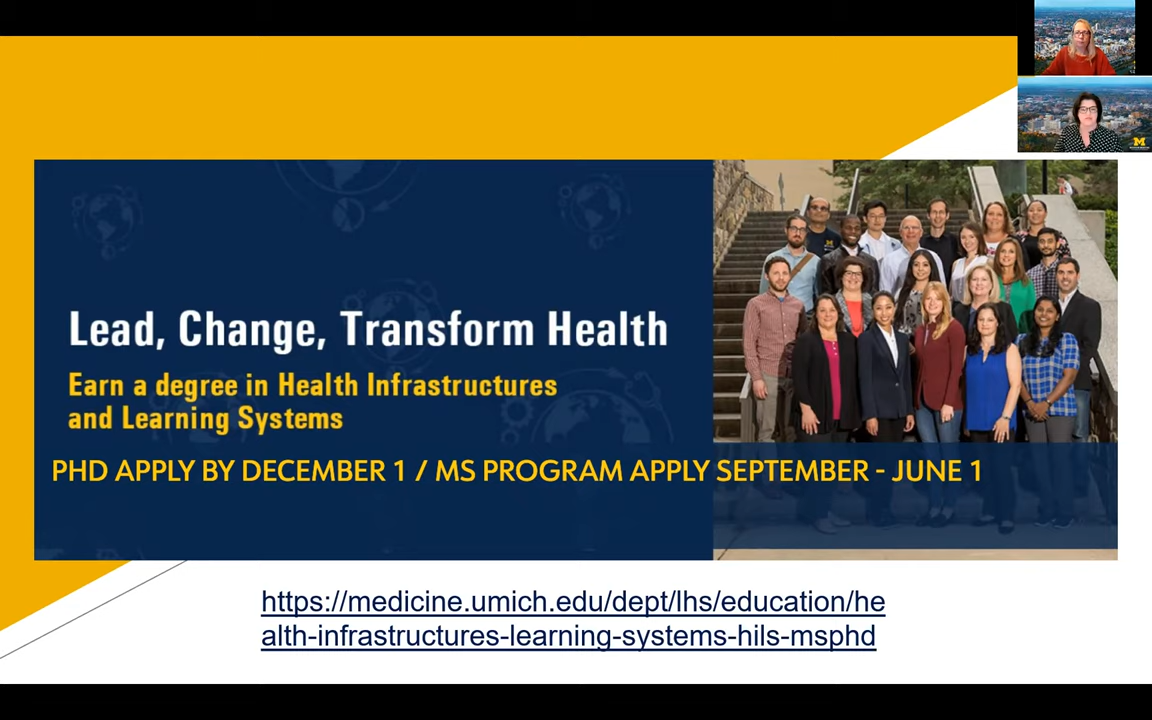 Lead, Change, Transform Health
Earn a degree in Health Infrastructures
and Learning Systems
PHD APPLY BY DECEMBER 1 / MS PROGRAM APPLY SEPTEMBER - JUNE 1
https://medicine.umich.edu/dept/lhs/education/he
alth-infrastructures-learning-systems-hils-msphd
M